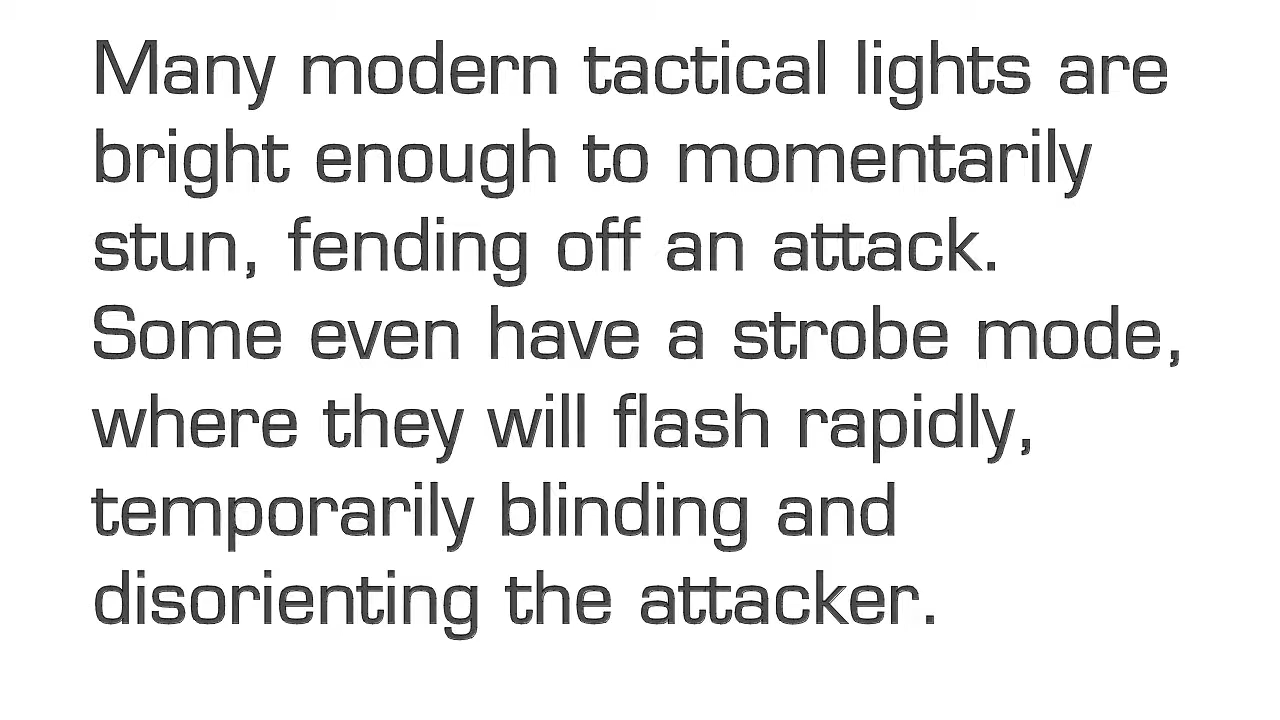 Many modern tactical lights are
bright enough to momentarily
stun, fending off an attack.
Some even have a strobe mode,
where they will flash rapidly,
temporarily blinding and
disorienting the attacker.